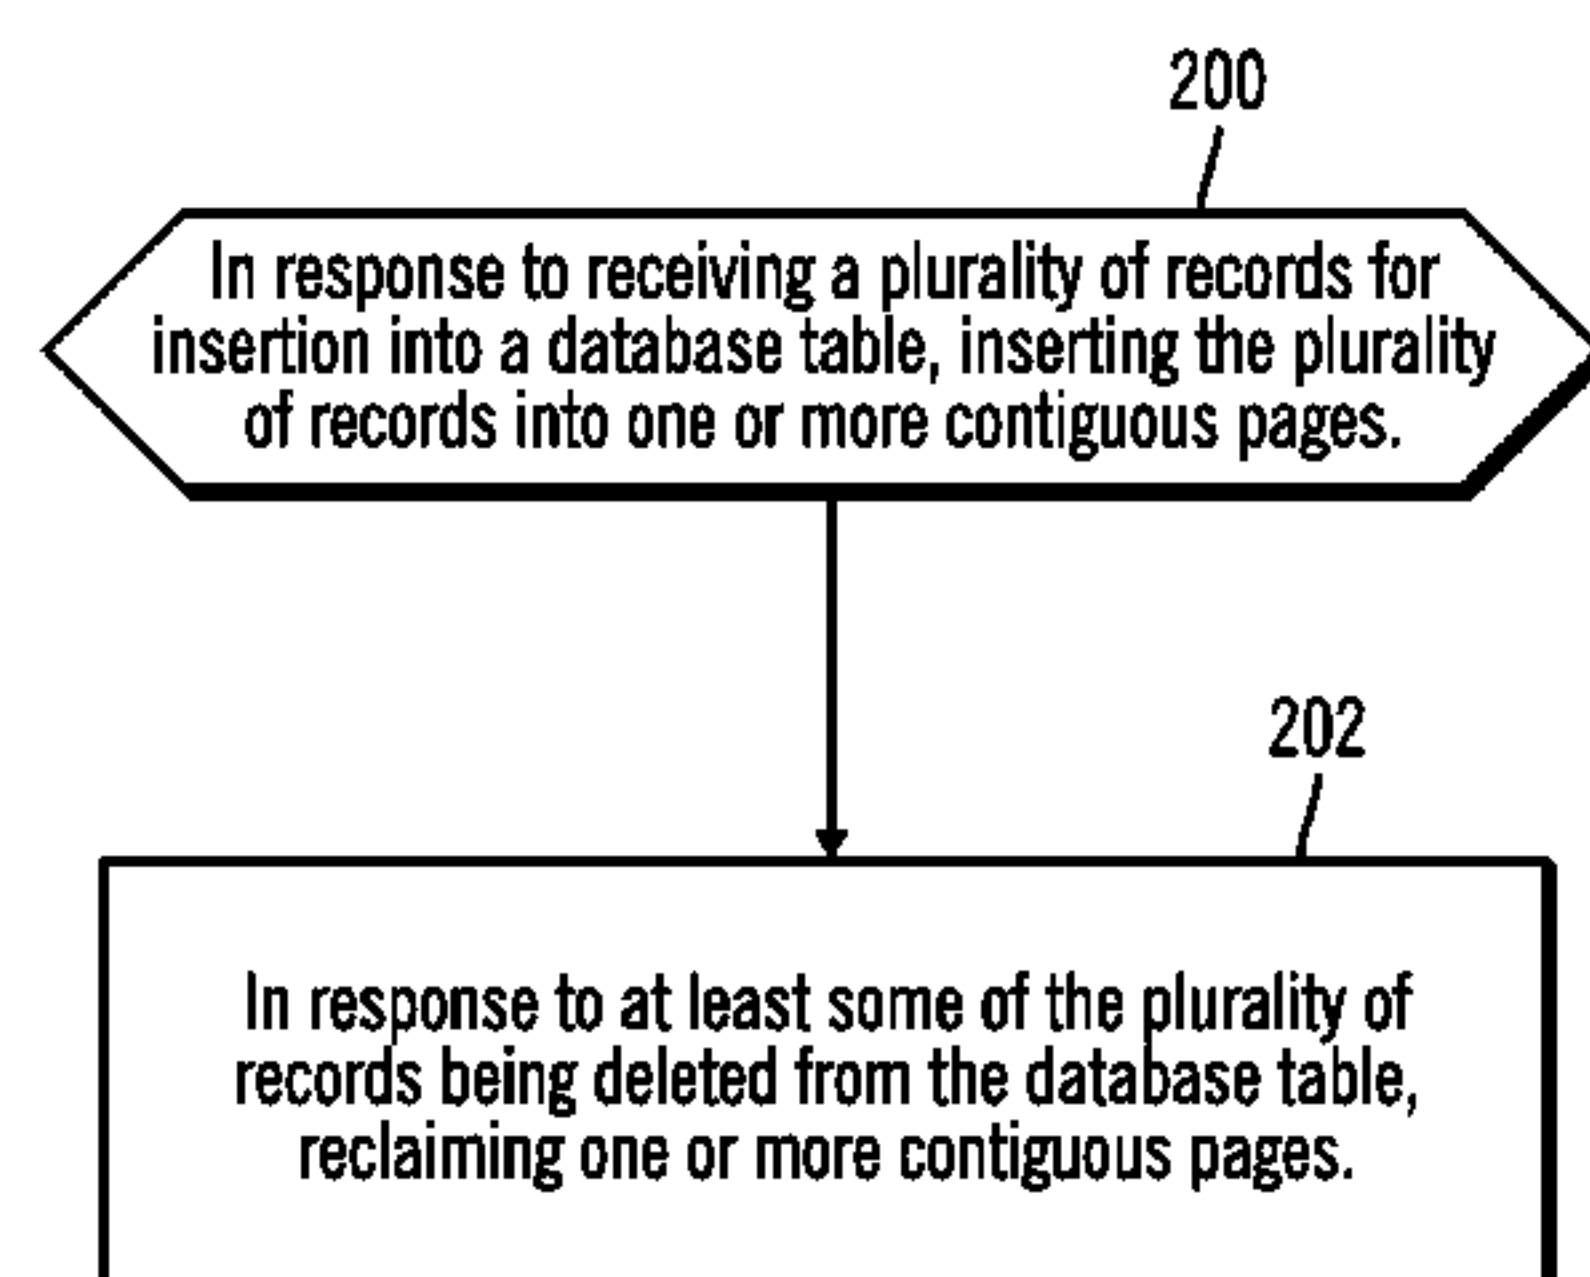 200
In response to receiving a plurality of records for
insertion into a database table, inserting the plurality
of records into one or more contiguous pages.
202
In response to at least some of the plurality of
records being deleted from the database table,
reclaiming one or more contiguous pages.